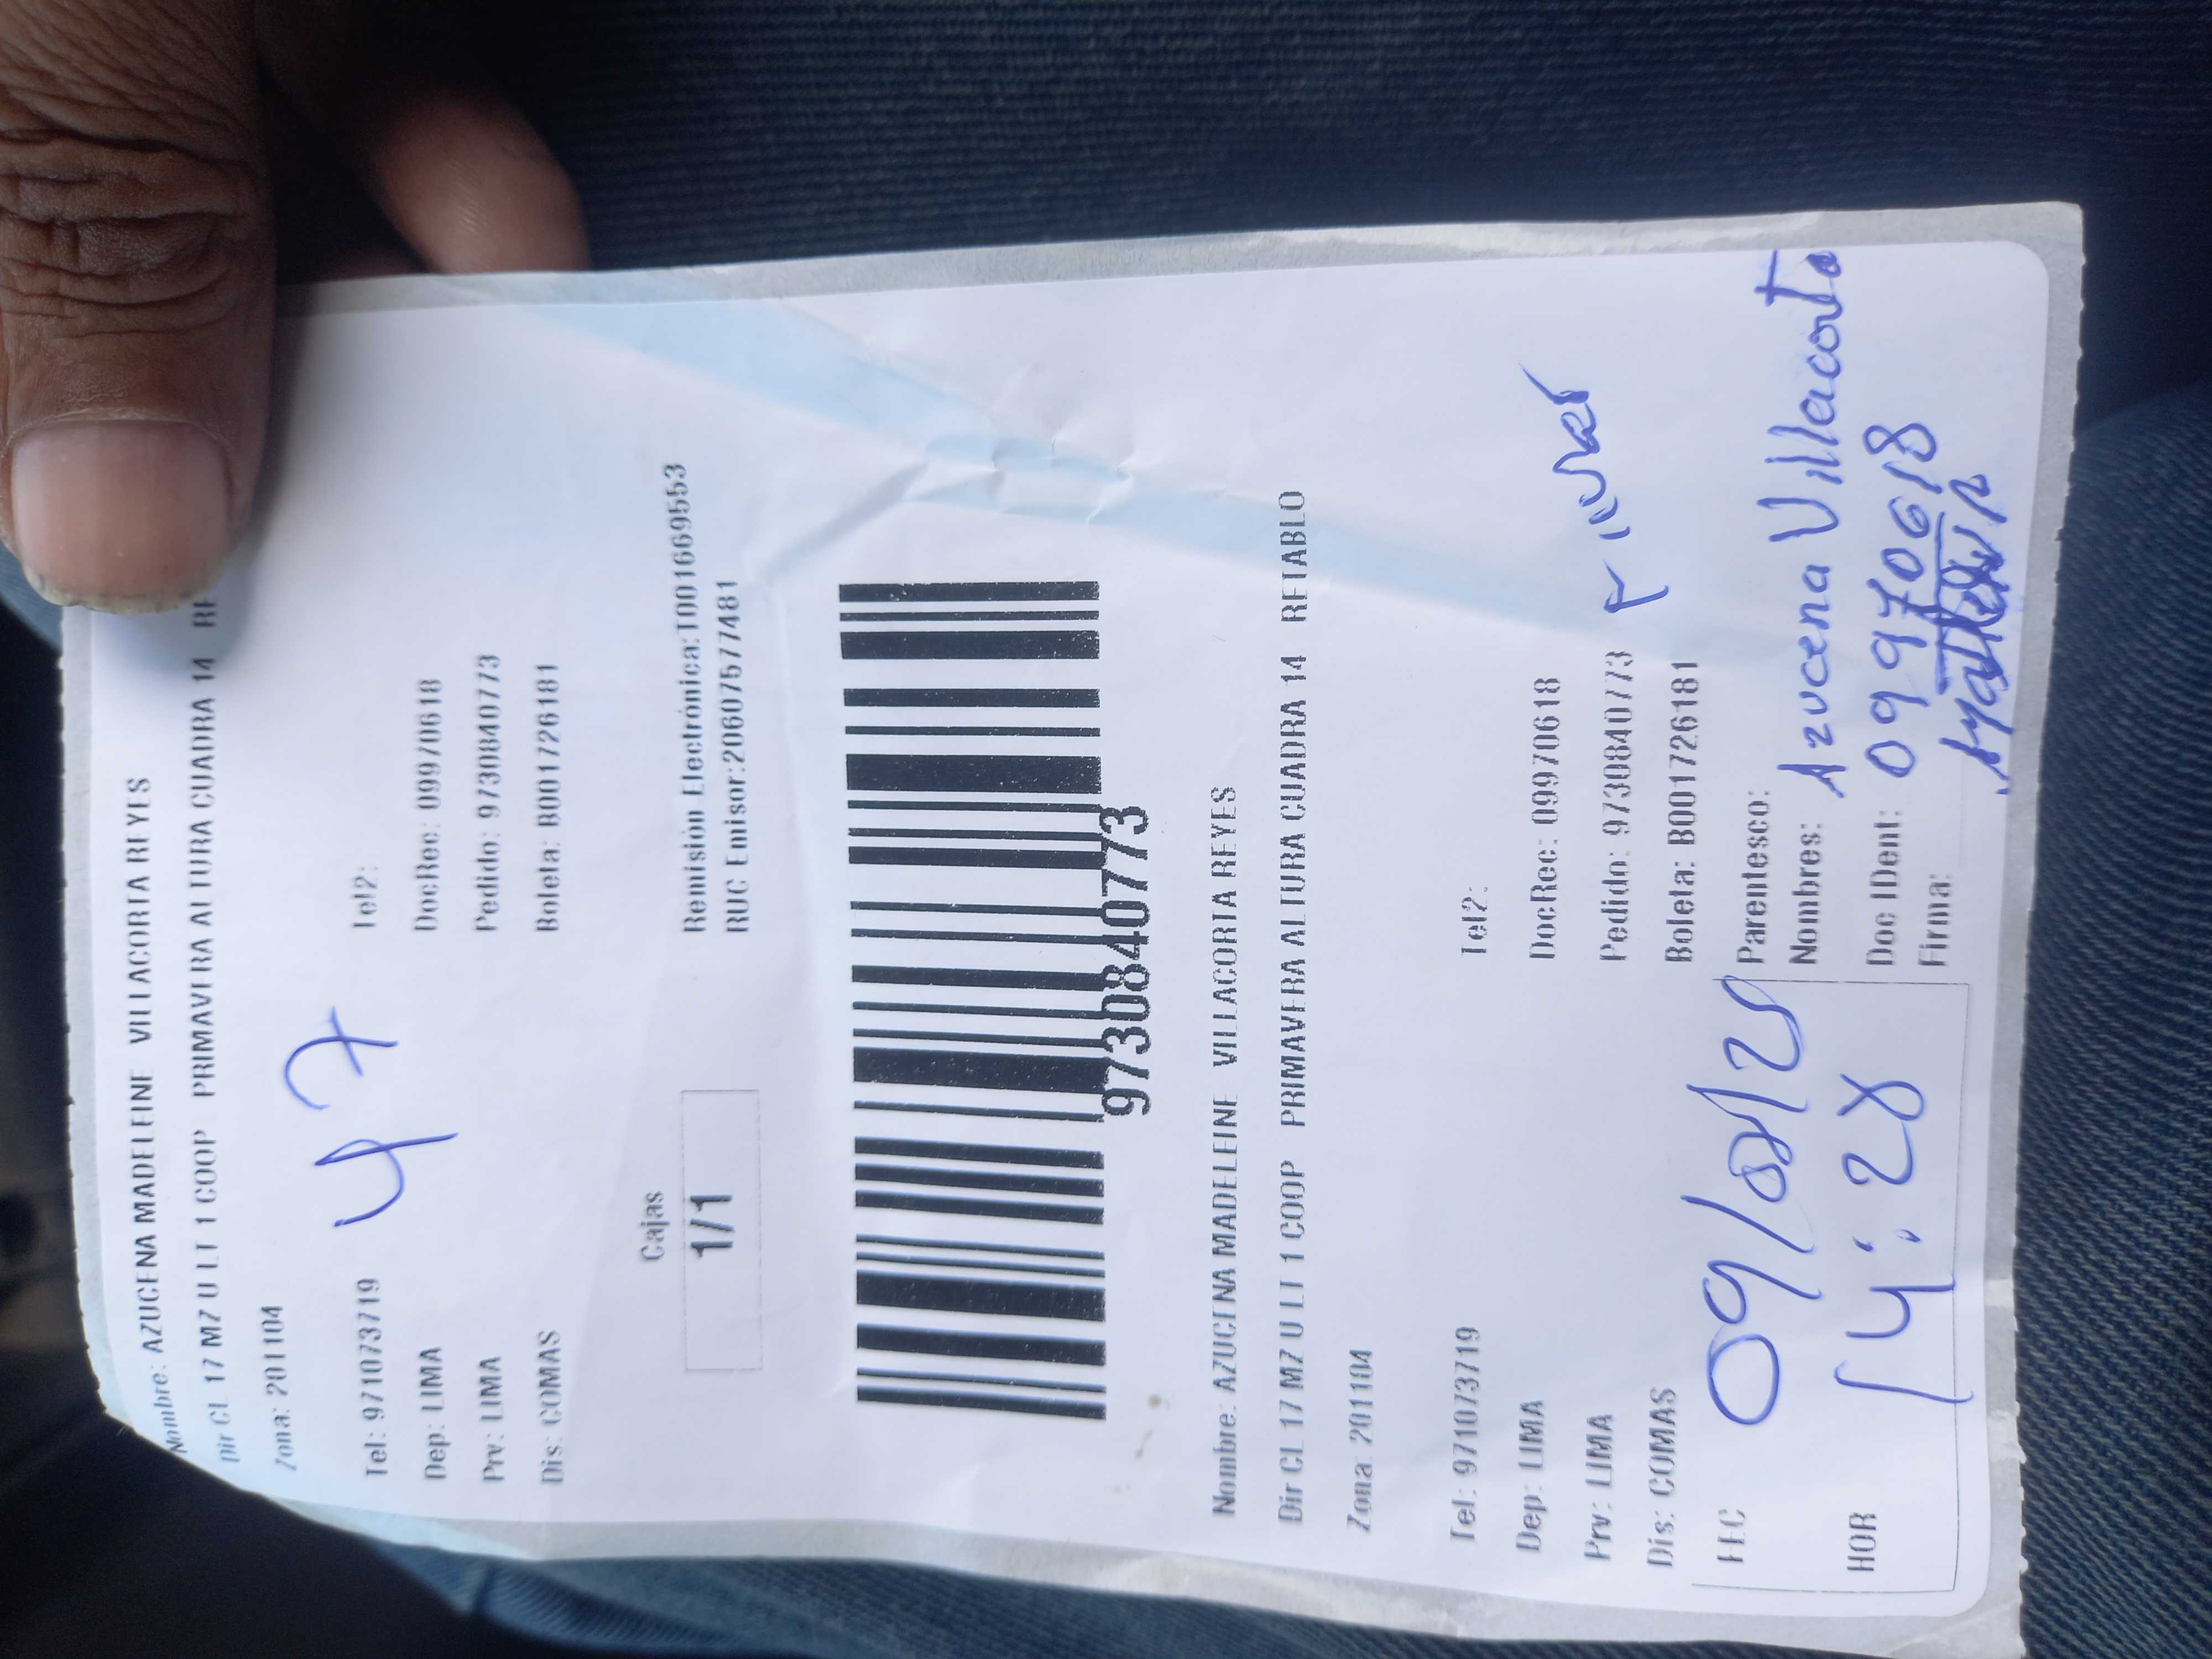 Nombre: AZUCENA MADELEINE VILLACORTA REYES
Dir CL 17 MZ U LT 1 COOP PRIMAVERA ALTURA CUADRA 14 RE
Zona: 201104
47
Tel: 971073719 Tel2:
Dep: LIMA DocRec: 09970618
Prv: LIMA Pedido: 97308840773
Dis: COMAS Boleta: B001726181
Cajas
1/1
Remisión Electrónica:T001669553
RUC Emisor:20607577481
97308840773
Nombre: AZUCENA MADELEINE VILLACORTA REYES
Dir CL 17 MZ U LT 1 COOP PRIMAVERA ALTURA CUADRA 14 RETABLO
Zona: 201104
Tel: 971073719 Tel2:
Dep: LIMA DocRec: 09970618
Prv: LIMA Pedido: 97308840773
Dis: COMAS Boleta: B001726181
FEC 09/08/25
Parentesco:
Nombres: Azucena Villacorta
HOR 14:28
Doc IDent: 09970618
Firma: